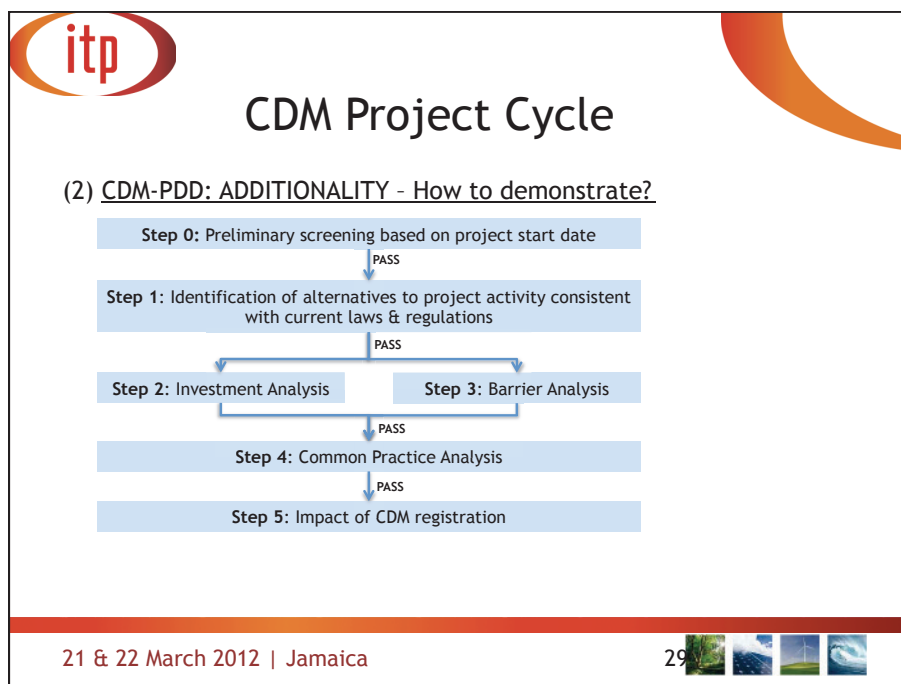 itp
CDM Project Cycle
(2) CDM-PDD: ADDITIONALITY – How to demonstrate?
Step 0: Preliminary screening based on project start date
PASS
Step 1: Identification of alternatives to project activity consistent
with current laws & regulations
PASS
Step 2: Investment Analysis
Step 3: Barrier Analysis
PASS
Step 4: Common Practice Analysis
PASS
Step 5: Impact of CDM registration
21 & 22 March 2012 | Jamaica
29